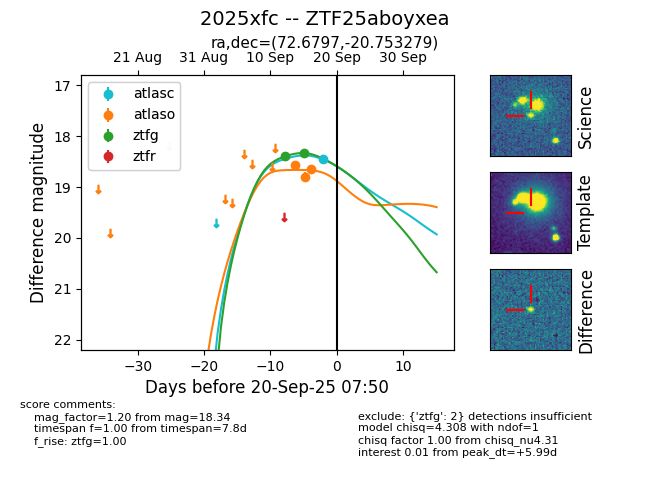 2025xfc -- ZTF25aboyxea
ra,dec=(72.6797,-20.753279)
21 Aug 31 Aug 10 Sep 20 Sep 30 Sep
atlasc
atlaso
ztfg
ztfr
17
18
19
20
21
22
Difference magnitude
−30 −20 −10 0 10
Days before 20-Sep-25 07:50
Science
Template
Difference
score comments:
mag_factor=1.20 from mag=18.34
timespan f=1.00 from timespan=7.8d
f_rise: ztfg=1.00
exclude: {'ztfg': 2} detections insufficient
model chisq=4.308 with ndof=1
chisq factor 1.00 from chisq_nu4.31
interest 0.01 from peak_dt=+5.99d